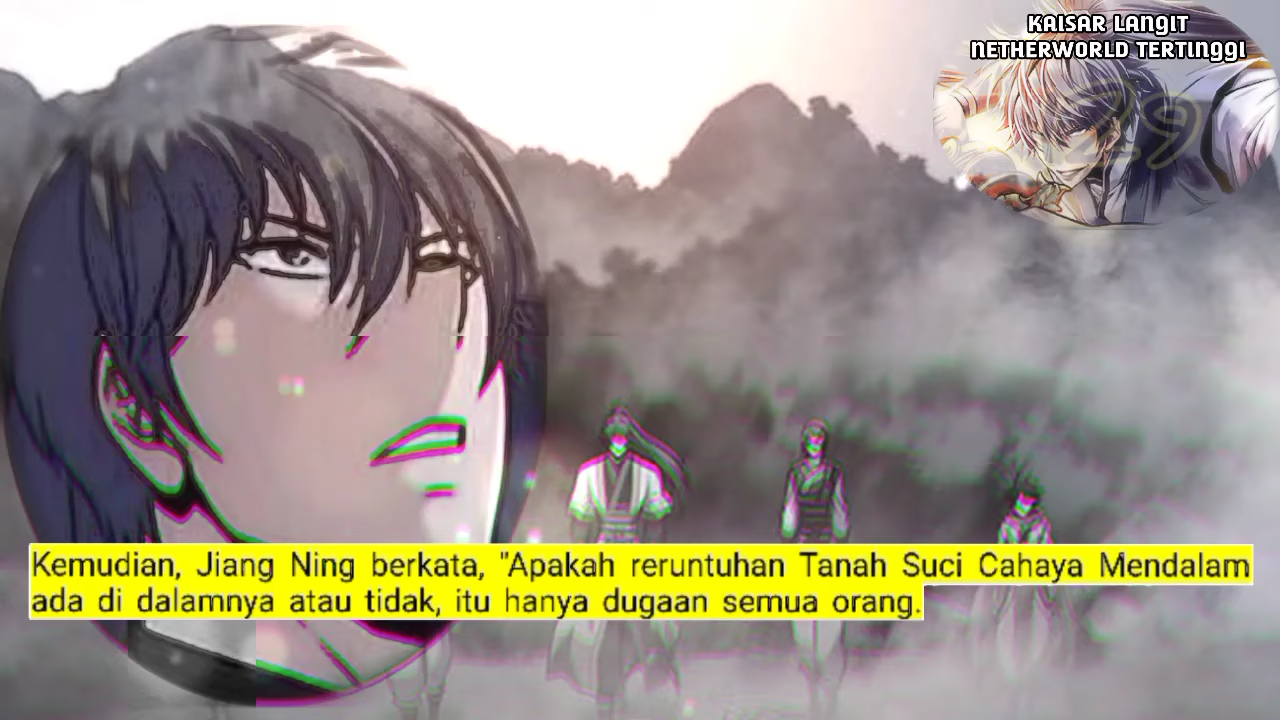 KAISAR LANGIT
NETHERWORLD TERTINGGI
29
Kemudian, Jiang Ning berkata, "Apakah reruntuhan Tanah Suci Cahaya Mendalam
ada di dalamnya atau tidak, itu hanya dugaan semua orang.